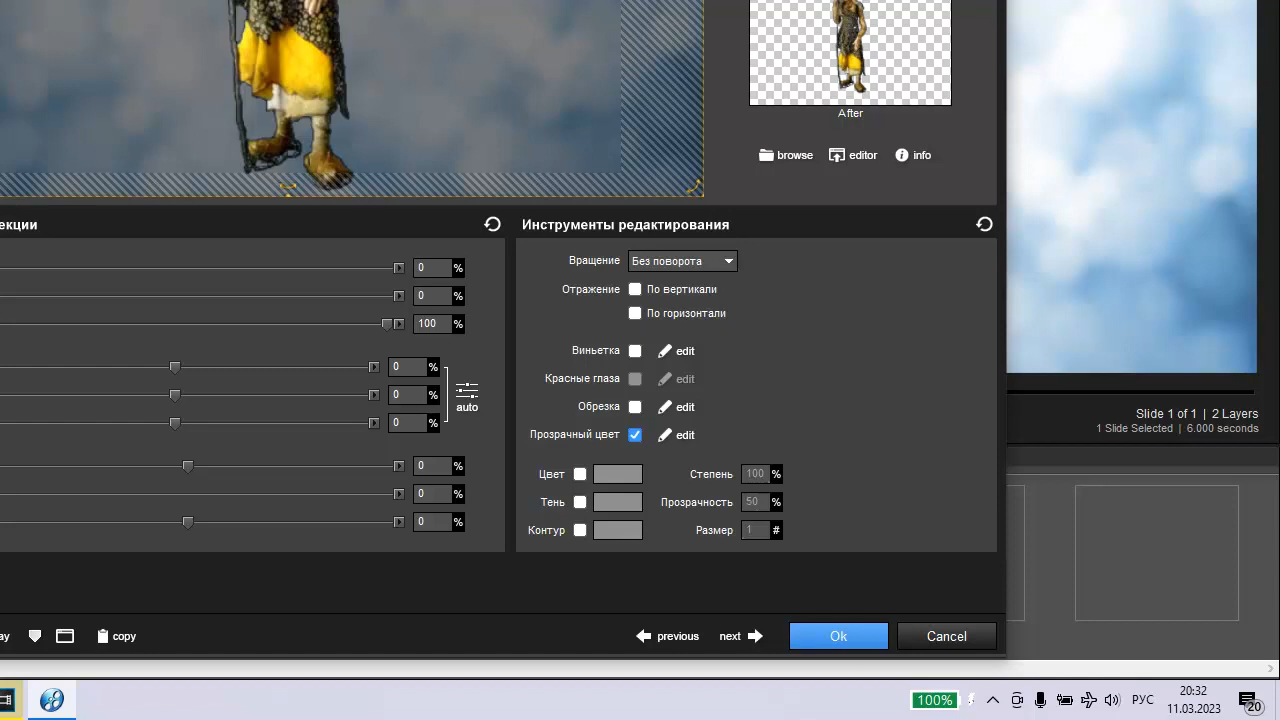 After
browse editor info
екции
0 %
0 %
100 %
0 %
0 %
0 %
auto
0 %
0 %
0 %
Инструменты редактирования
Вращение Без поворота
Отражение По вертикали
По горизонтали
Виньетка edit
Красные глаза edit
Обрезка edit
Прозрачный цвет edit
Цвет Степень 100 %
Тень Прозрачность 50 %
Контур Размер 1 #
Slide 1 of 1 | 2 Layers
1 Slide Selected | 6.000 seconds
ay copy previous next Ok Cancel
100% РУС 20:32
11.03.2023 20